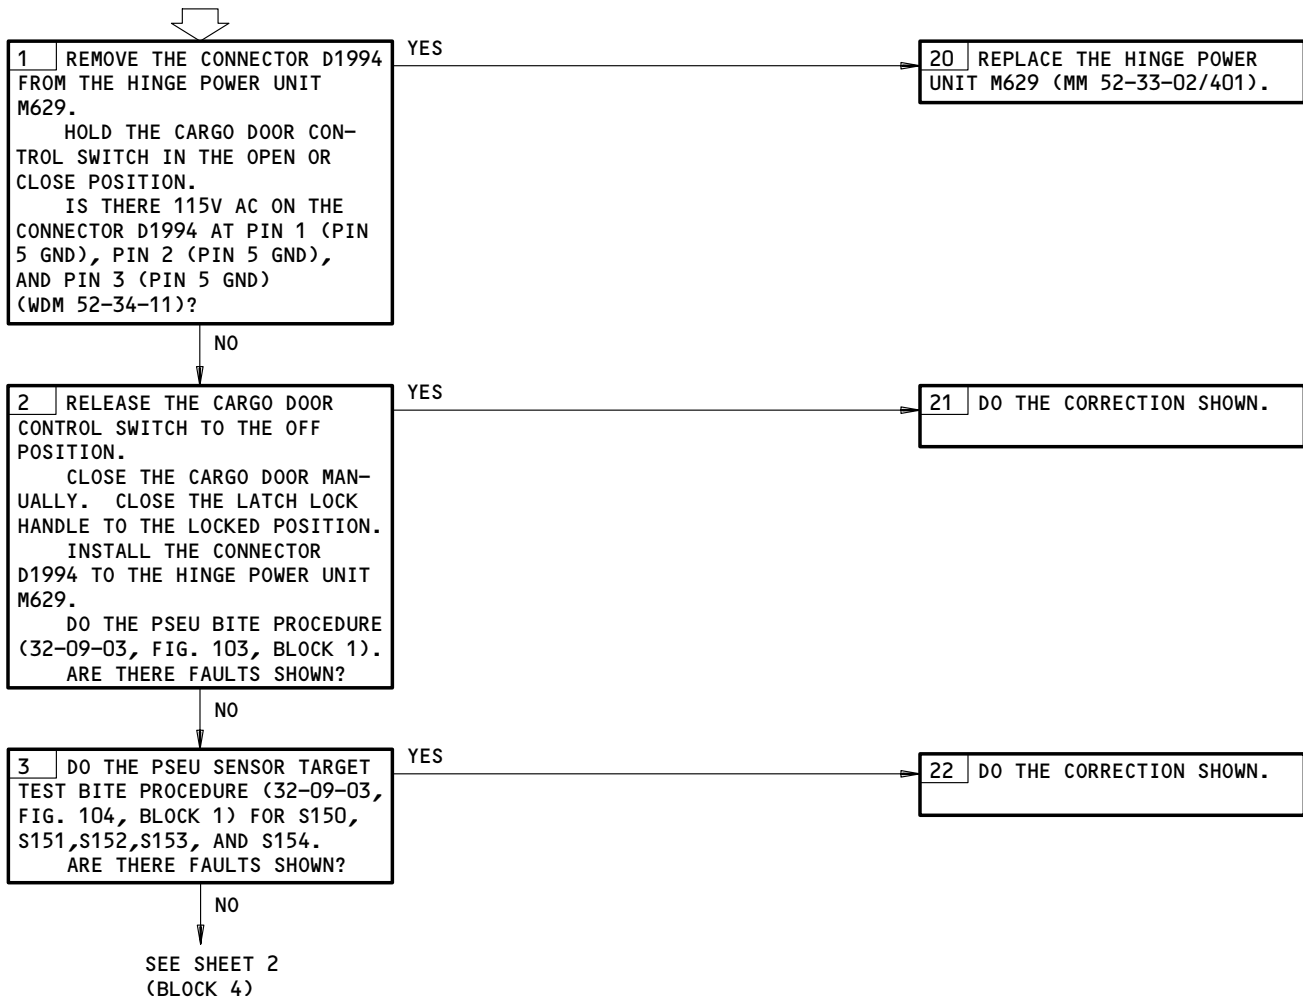 1 REMOVE THE CONNECTOR D1994
FROM THE HINGE POWER UNIT
M629.
HOLD THE CARGO DOOR CON-
TROL SWITCH IN THE OPEN OR
CLOSE POSITION.
IS THERE 115V AC ON THE
CONNECTOR D1994 AT PIN 1 (PIN
5 GND), PIN 2 (PIN 5 GND),
AND PIN 3 (PIN 5 GND)
(WDM 52-34-11)?
YES
20 REPLACE THE HINGE POWER
UNIT M629 (MM 52-33-02/401).
NO
2 RELEASE THE CARGO DOOR
CONTROL SWITCH TO THE OFF
POSITION.
CLOSE THE CARGO DOOR MAN-
UALLY. CLOSE THE LATCH LOCK
HANDLE TO THE LOCKED POSITION.
INSTALL THE CONNECTOR
D1994 TO THE HINGE POWER UNIT
M629.
DO THE PSEU BITE PROCEDURE
(32-09-03, FIG. 103, BLOCK 1).
ARE THERE FAULTS SHOWN?
YES
21 DO THE CORRECTION SHOWN.
NO
3 DO THE PSEU SENSOR TARGET
TEST BITE PROCEDURE (32-09-03,
FIG. 104, BLOCK 1) FOR S150,
S151,S152,S153, AND S154.
ARE THERE FAULTS SHOWN?
YES
22 DO THE CORRECTION SHOWN.
NO
SEE SHEET 2
(BLOCK 4)